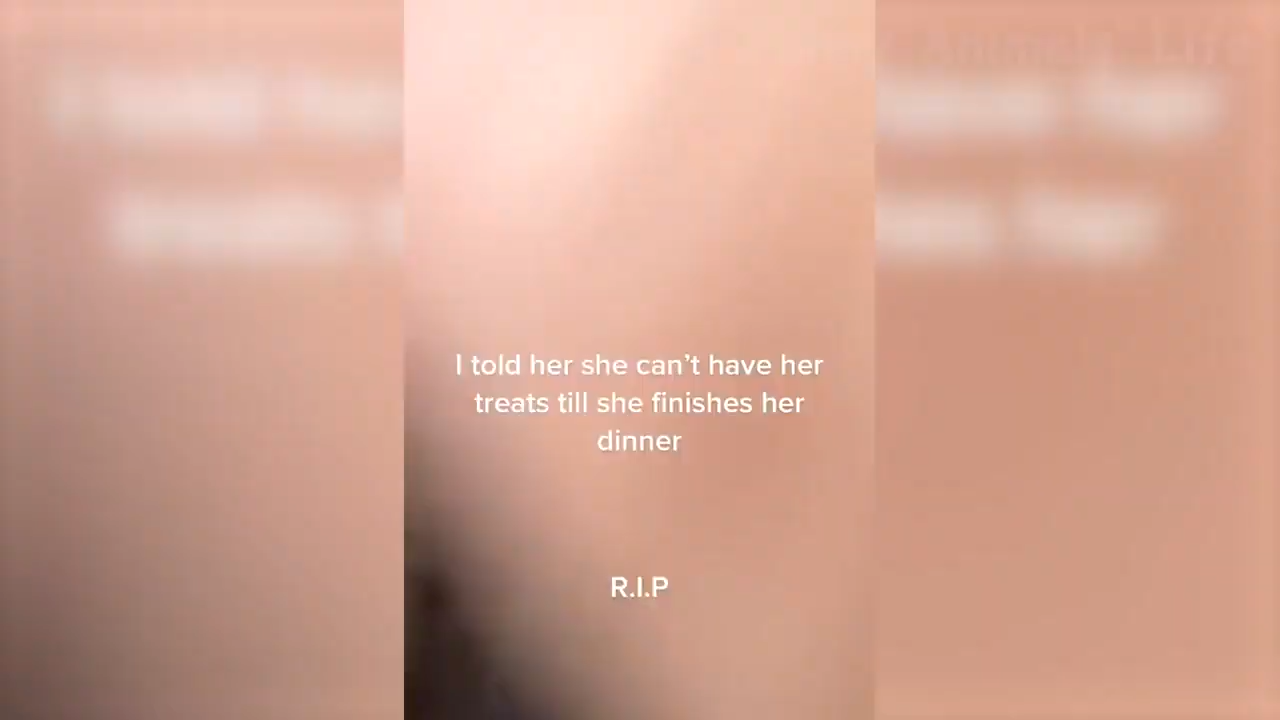 I told her she can’t have her
treats till she finishes her
dinner
R.I.P